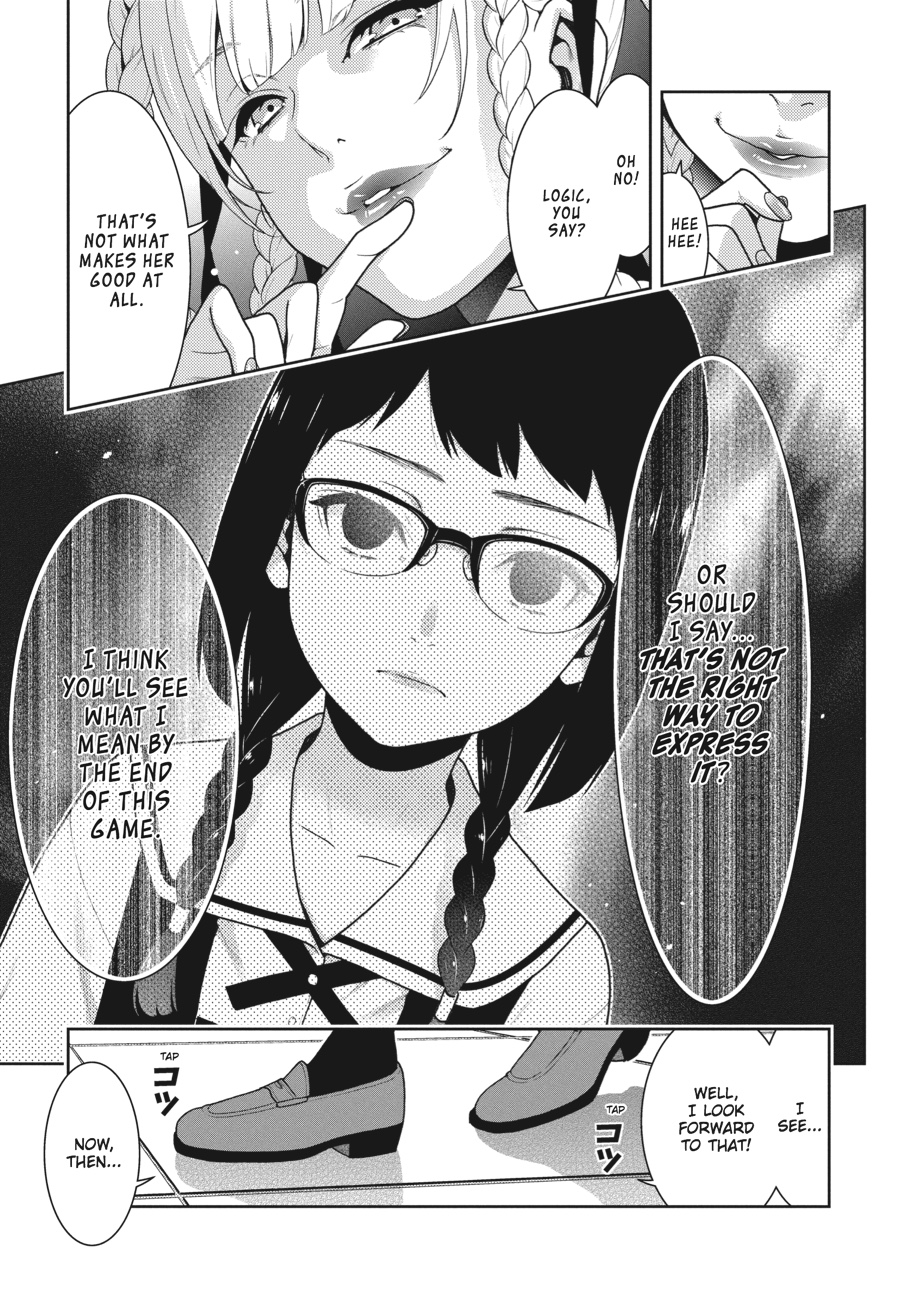 HEE
HEE!
OH
NO!
LOGIC,
YOU
SAY?
THAT'S
NOT WHAT
MAKES HER
GOOD AT
ALL.
OR
SHOULD
I SAY...
THAT'S NOT
THE RIGHT
WAY TO
EXPRESS
IT?
I THINK
YOU'LL SEE
WHAT I
MEAN BY
THE END
OF THIS
GAME.
I
SEE...
WELL,
I LOOK
FORWARD
TO THAT!
TAP
コツ
TAP
コツ
NOW,
THEN...